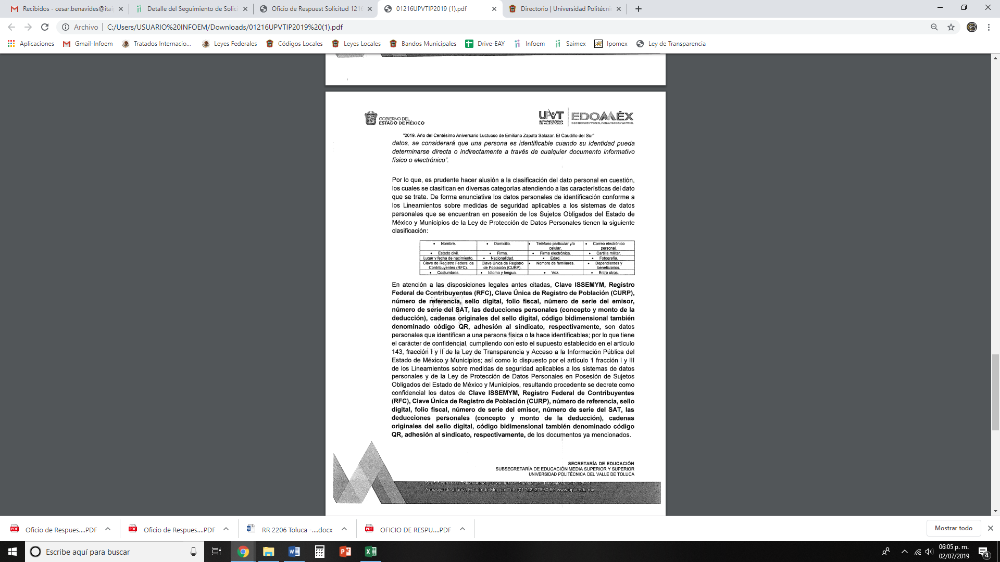 Recibidos - cesar.benavides@itai
Detalle del Seguimiento de Solici
Oficio de Respuest Solicitud 1216
01216UPVTIP2019 (1).pdf
Directorio | Universidad Politécni
Archivo
C:/Users/USUARIO%20INFOEM/Downloads/01216UPVTIP2019%20(1).pdf
Aplicaciones
Gmail-Infoem
Tratados Internacio...
Leyes Federales
Códigos Locales
Leyes Locales
Bandos Municipales
Drive-EAY
Infoem
Saimex
Ipomex
Ley de Transparencia
GOBIERNO DEL
ESTADO DE MÉXICO
UPVT
UNIVERSIDAD POLITÉCNICA
DEL VALLE DE TOLUCA
EDOMÉX
DECISIONES FIRMES, RESULTADOS FUERTES.
"2019. Año del Centésimo Aniversario Luctuoso de Emiliano Zapata Salazar. El Caudillo del Sur"
datos, se considerará que una persona es identificable cuando su identidad pueda
determinarse directa o indirectamente a través de cualquier documento informativo
físico o electrónico".
Por lo que, es prudente hacer alusión a la clasificación del dato personal en cuestión,
los cuales se clasifican en diversas categorías atendiendo a las características del dato
que se trate. De forma enunciativa los datos personales de identificación conforme a
los Lineamientos sobre medidas de seguridad aplicables a los sistemas de datos
personales que se encuentran en posesión de los Sujetos Obligados del Estado de
México y Municipios de la Ley de Protección de Datos Personales tienen la siguiente
clasificación:
• Nombre. • Domicilio. • Teléfono particular y/o celular. • Correo electrónico personal.
• Estado civil. • Firma. • Firma electrónica. • Cartilla militar.
Lugar y fecha de nacimiento. • Nacionalidad. • Edad. • Fotografía.
Clave de Registro Federal de Contribuyentes (RFC). Clave Única de Registro de Población (CURP). • Nombre de familiares. • Dependientes y beneficiarios.
• Costumbres. • Idioma y lengua. • Voz. • Entre otros.
En atención a las disposiciones legales antes citadas, Clave ISSEMYM, Registro
Federal de Contribuyentes (RFC), Clave Única de Registro de Población (CURP),
número de referencia, sello digital, folio fiscal, número de serie del emisor,
número de serie del SAT, las deducciones personales (concepto y monto de la
deducción), cadenas originales del sello digital, código bidimensional también
denominado código QR, adhesión al sindicato, respectivamente, son datos
personales que identifican a una persona física o la hace identificables; por lo que tiene
el carácter de confidencial, cumpliendo con esto el supuesto establecido en el artículo
143, fracción I y II de la Ley de Transparencia y Acceso a la Información Pública del
Estado de México y Municipios; así como lo dispuesto por el artículo 1 fracción I y III
de los Lineamientos sobre medidas de seguridad aplicables a los sistemas de datos
personales y de la Ley de Protección de Datos Personales en Posesión de Sujetos
Obligados del Estado de México y Municipios, resultando procedente se decrete como
confidencial los datos de Clave ISSEMYM, Registro Federal de Contribuyentes
(RFC), Clave Única de Registro de Población (CURP), número de referencia, sello
digital, folio fiscal, número de serie del emisor, número de serie del SAT, las
deducciones personales (concepto y monto de la deducción), cadenas
originales del sello digital, código bidimensional también denominado código
QR, adhesión al sindicato, respectivamente, de los documentos ya mencionados.
SECRETARÍA DE EDUCACIÓN
SUBSECRETARÍA DE EDUCACIÓN MEDIA SUPERIOR Y SUPERIOR
UNIVERSIDAD POLITÉCNICA DEL VALLE DE TOLUCA
Km 5.6 carretera Toluca-Almoloya de Juárez, Santiaguito Tlalcilalcali, C.P. 50904
Almoloya de Juárez, Estado de México. Tel.: (01 722) 276 60 60. www.upvt.edu.mx
Oficio de Respues....PDF
Oficio de Respues....PDF
RR 2206 Toluca -....docx
OFICIO DE RESPU....PDF
Mostrar todo
Escribe aquí para buscar
06:05 p. m.
02/07/2019
4